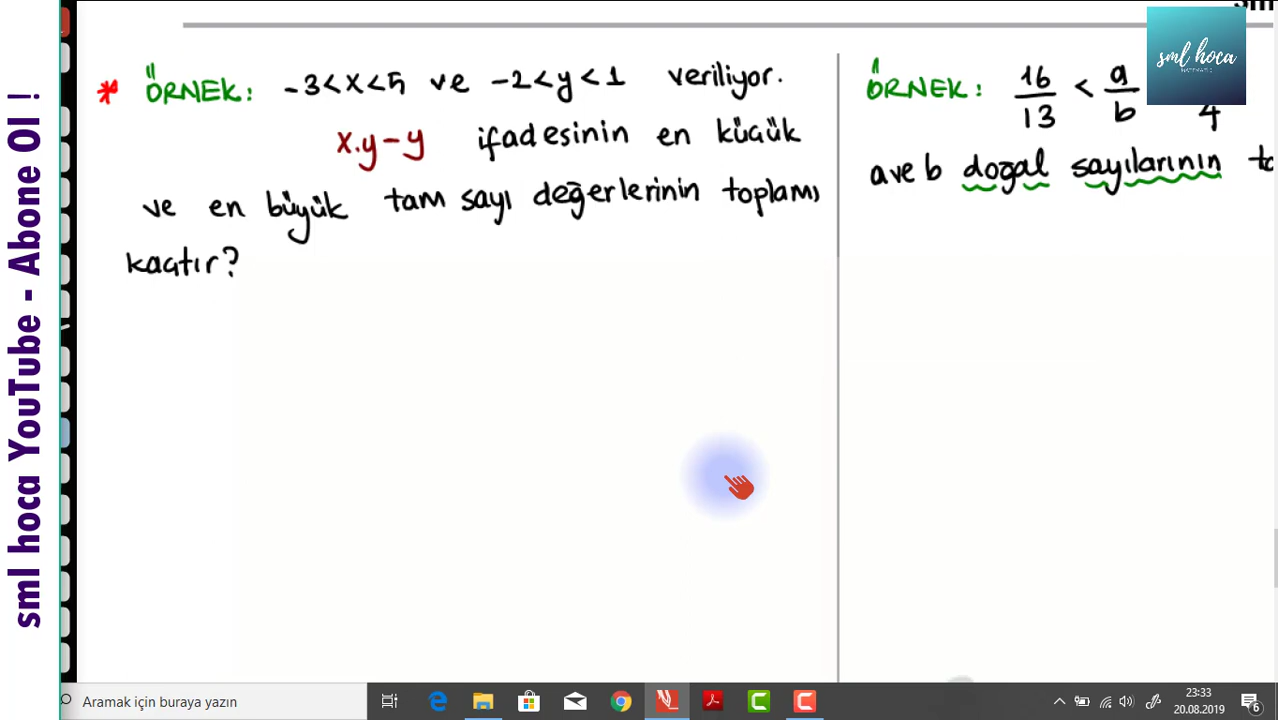 sml hoca YouTube - Abone Ol !
* ÖRNEK: -3<x<5 ve -2<y<1 veriliyor.
x.y-y ifadesinin en küçük
ve en büyük tam sayı değerlerinin toplamı
kaçtır?
ÖRNEK: 16/13 < a/b
4
a ve b doğal sayılarının
sml hoca
MATEMATİK
Aramak için buraya yazın
23:33
20.08.2019
6